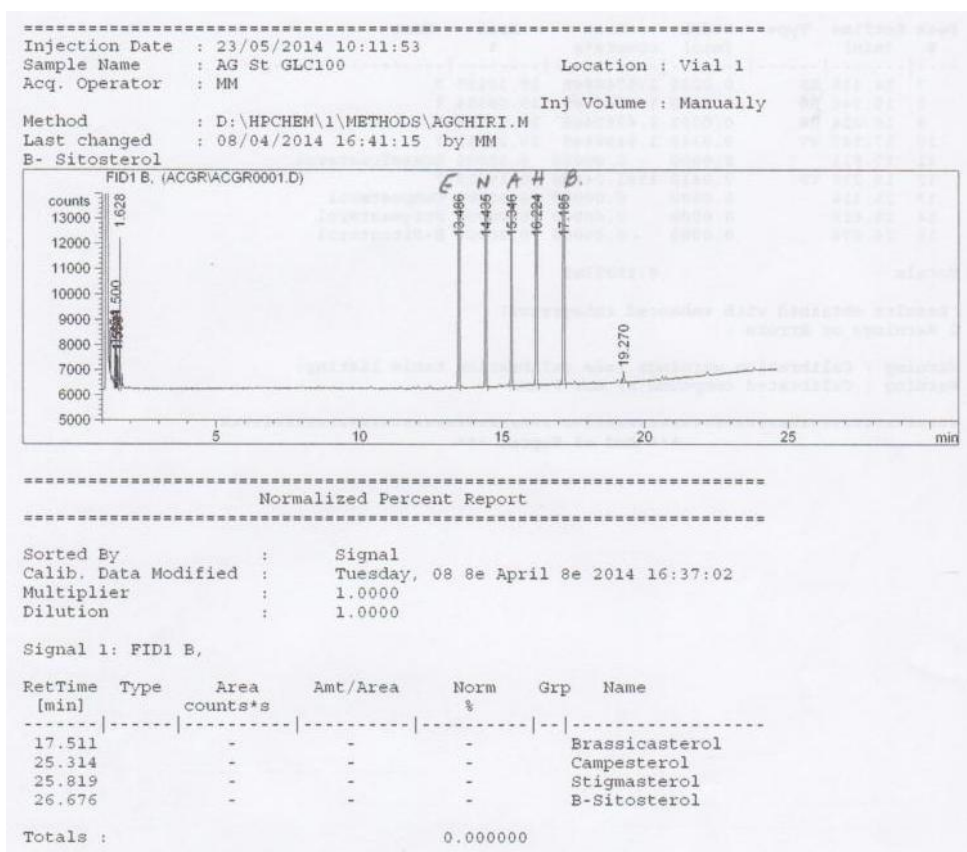 Injection Date : 23/05/2014 10:11:53
Sample Name : AG St GLC100 Location : Vial 1
Acq. Operator : MM
Inj Volume : Manually
Method : D:\HPCHEM\1\METHODS\AGCHIRI.M
Last changed : 08/04/2014 16:41:15 by MM
B- Sitosterol
FID1 B, (ACGR\ACGR0001.D)
E N A H B.
counts
13000
12000
11000
10000
9000
8000
7000
6000
5000
1.628
.500
13.486
14.435
15.346
16.224
17.185
19.270
5 10 15 20 25 min
Normalized Percent Report
Sorted By : Signal
Calib. Data Modified : Tuesday, 08 8e April 8e 2014 16:37:02
Multiplier : 1.0000
Dilution : 1.0000
Signal 1: FID1 B,
RetTime Type Area Amt/Area Norm Grp Name
[min] counts*s %
17.511 - - - Brassicasterol
25.314 - - - Campesterol
25.819 - - - Stigmasterol
26.676 - - - B-Sitosterol
Totals : 0.000000